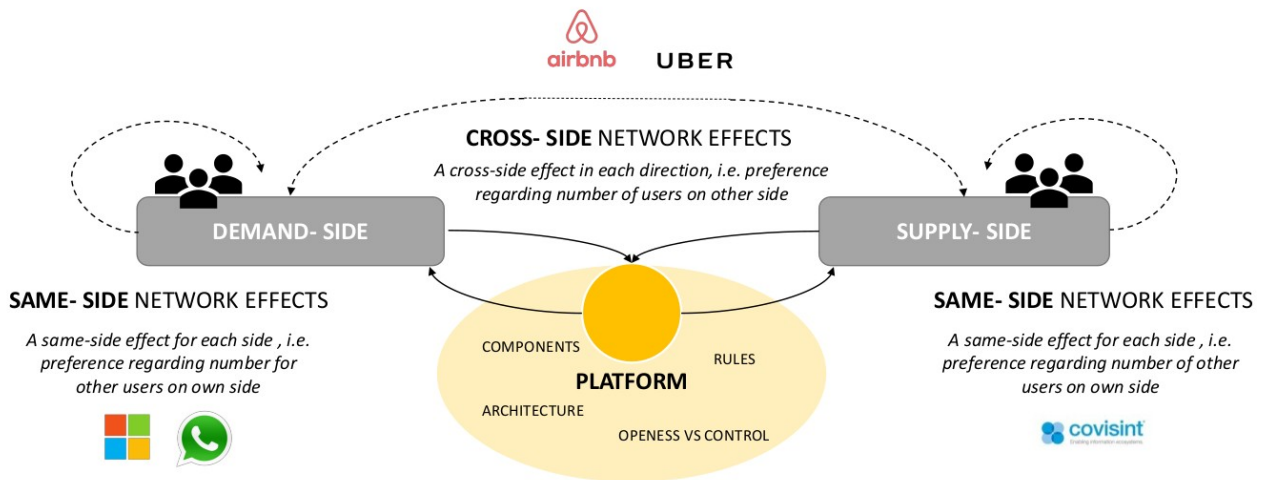 airbnb
UBER
CROSS- SIDE NETWORK EFFECTS
A cross-side effect in each direction, i.e. preference
regarding number of users on other side
DEMAND- SIDE
SUPPLY- SIDE
SAME- SIDE NETWORK EFFECTS
A same-side effect for each side , i.e.
preference regarding number for
other users on own side
COMPONENTS
RULES
PLATFORM
ARCHITECTURE
OPENESS VS CONTROL
SAME- SIDE NETWORK EFFECTS
A same-side effect for each side , i.e.
preference regarding number of other
users on own side
covisint
Enabling information ecosystems.